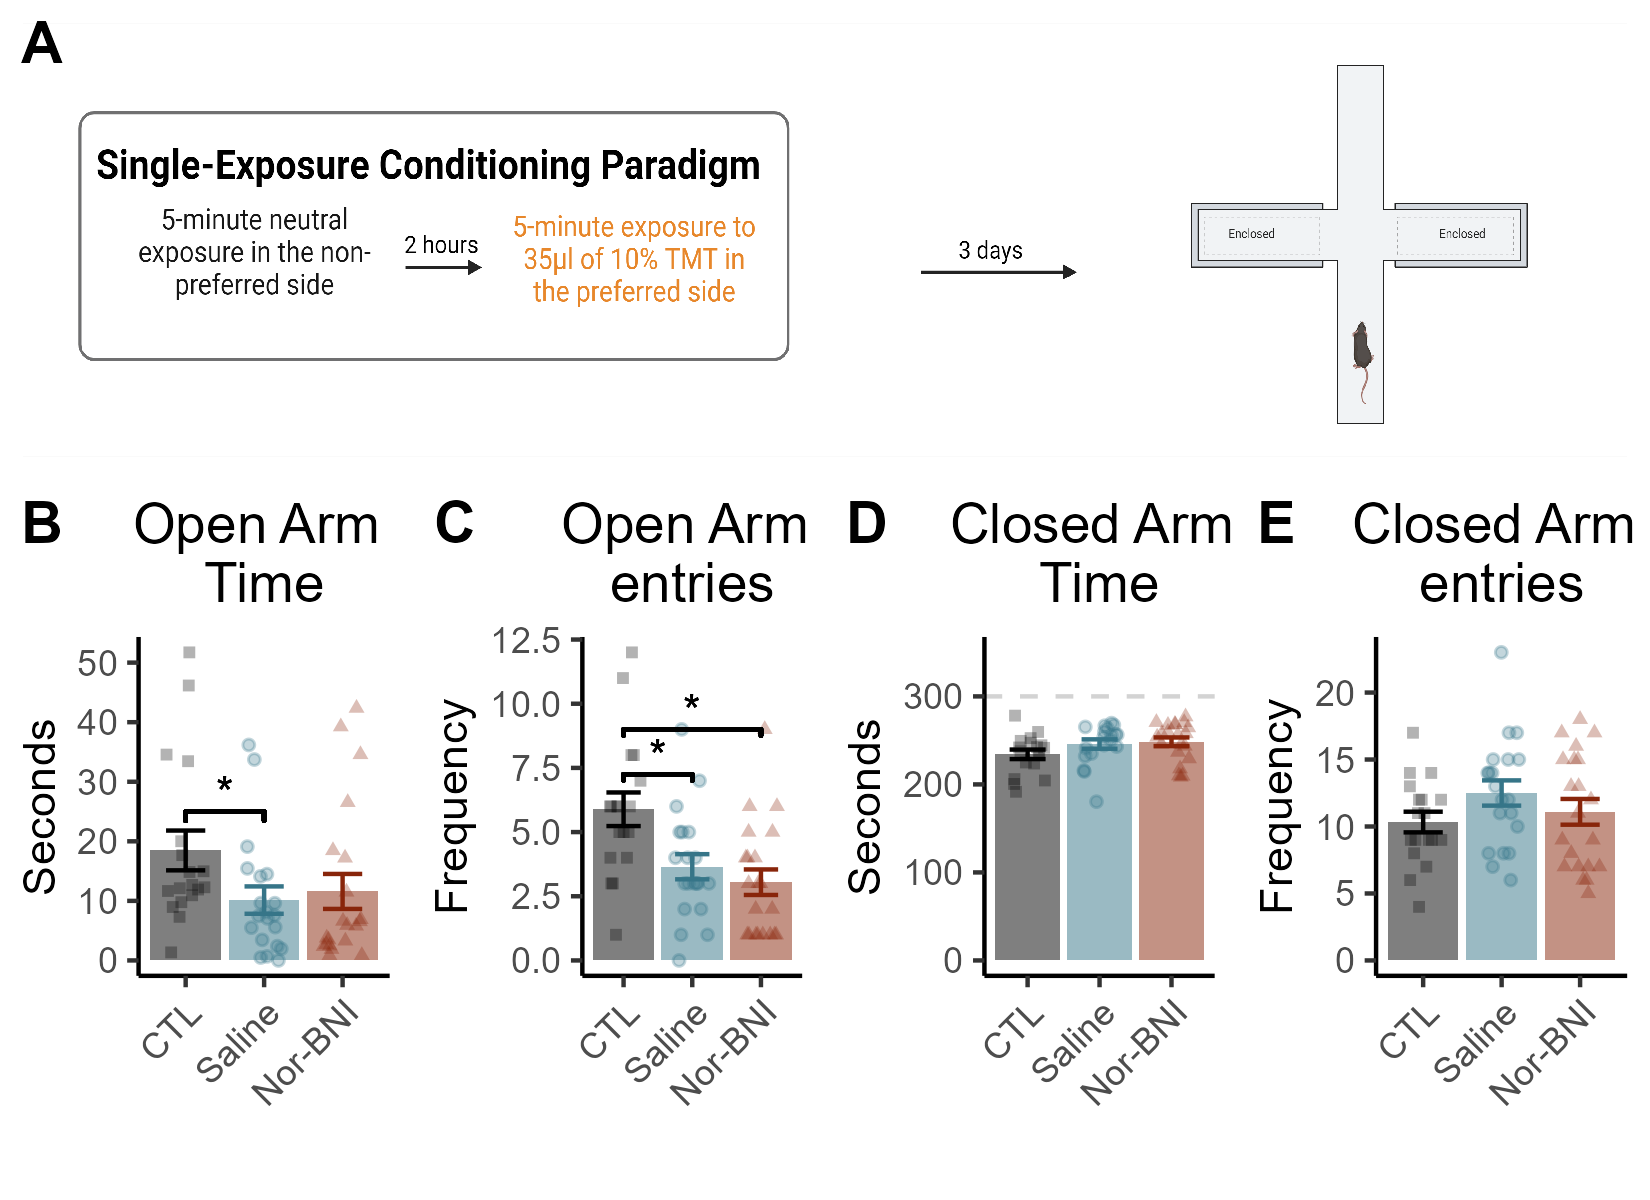 A
Single-Exposure Conditioning Paradigm
5-minute neutral
exposure in the non-
preferred side
2 hours
5-minute exposure to
35µl of 10% TMT in
the preferred side
3 days
Enclosed
Enclosed
B
Open Arm
Time
Seconds
50
40
30
20
10
0
*
CTL
Saline
Nor-BNI
C
Open Arm
entries
Frequency
12.5
10.0
7.5
5.0
2.5
0.0
*
*
CTL
Saline
Nor-BNI
D
Closed Arm
Time
Seconds
300
200
100
0
CTL
Saline
Nor-BNI
E
Closed Arm
entries
Frequency
20
15
10
5
0
CTL
Saline
Nor-BNI